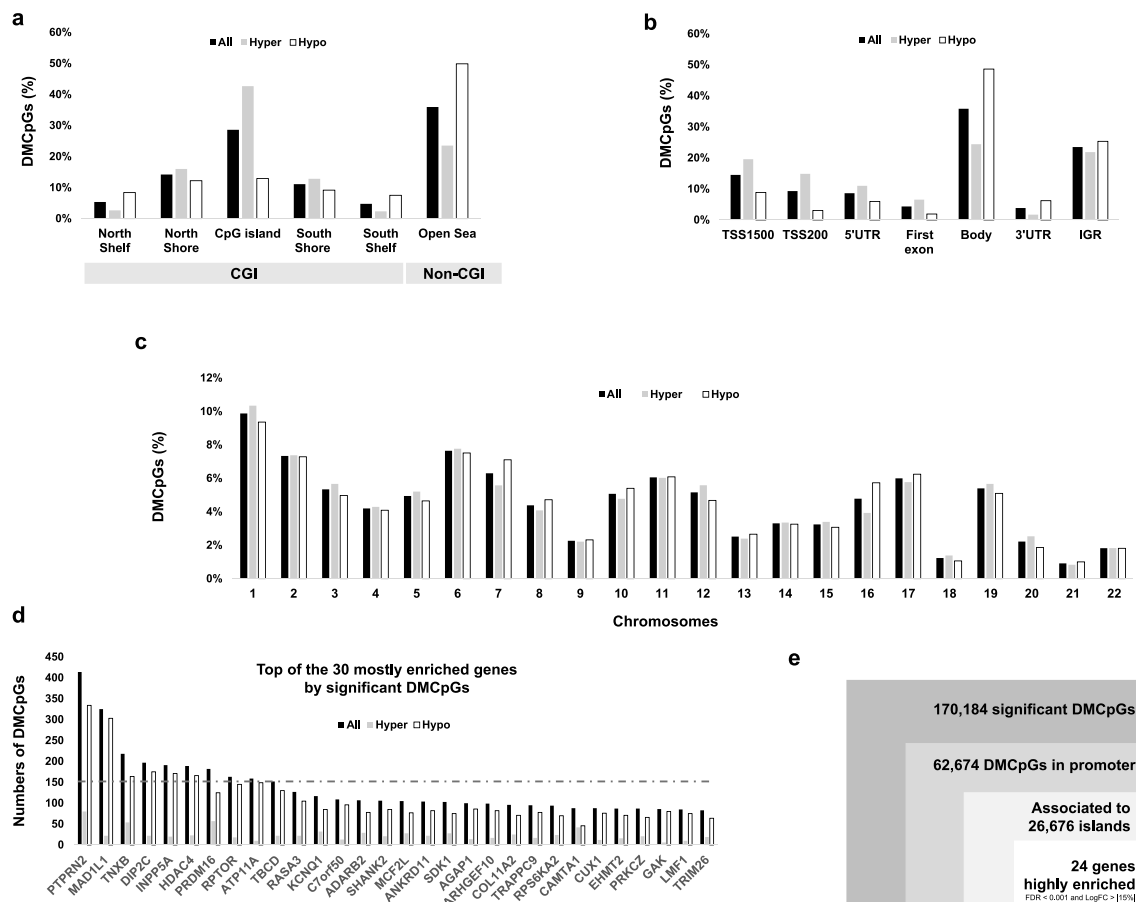 a
60%
50%
40%
30%
20%
10%
0%
DMCpGs (%)
All Hyper Hypo
North Shelf
North Shore
CpG island
South Shore
South Shelf
Open Sea
CGI
Non-CGI
b
60%
50%
40%
30%
20%
10%
0%
DMCpGs (%)
All Hyper Hypo
TSS1500
TSS200
5'UTR
First exon
Body
3'UTR
IGR
c
12%
10%
8%
6%
4%
2%
0%
DMCpGs (%)
All Hyper Hypo
1 2 3 4 5 6 7 8 9 10 11 12 13 14 15 16 17 18 19 20 21 22
Chromosomes
d
450
400
350
300
250
200
150
100
50
0
Numbers of DMCpGs
Top of the 30 mostly enriched genes
by significant DMCpGs
All Hyper Hypo
PTPRN2
MAD1L1
TNXB
DIP2C
INPP5A
HDAC4
PRDM16
RPTOR
ATP11A
TBCD
RASA3
KCNQ1
C7orf50
ADARB2
SHANK2
MCF2L
ANKRD11
SDK1
AGAP1
ARHGEF10
COL11A2
TRAPPC9
RPS6KA2
CAMTA1
CUX1
EHMT2
PRKCZ
GAK
LMF1
TRIM26
e
170,184 significant DMCpGs
62,674 DMCpGs in promoter
Associated to
26,676 islands
24 genes
highly enriched
FDR < 0.001 and LogFC > |15%|